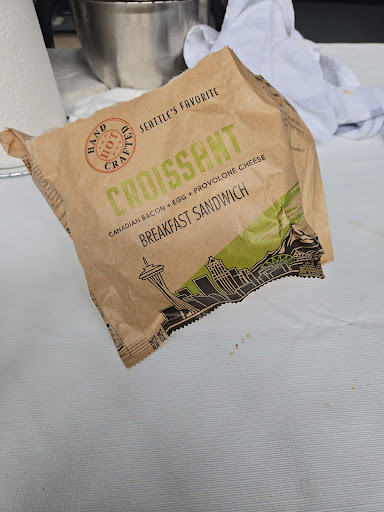 HAND
CRAFTED
SEATTLE'S FAVORITE
CROISSANT
CANADIAN BACON + EGG + PROVOLONE CHEESE
BREAKFAST SANDWICH